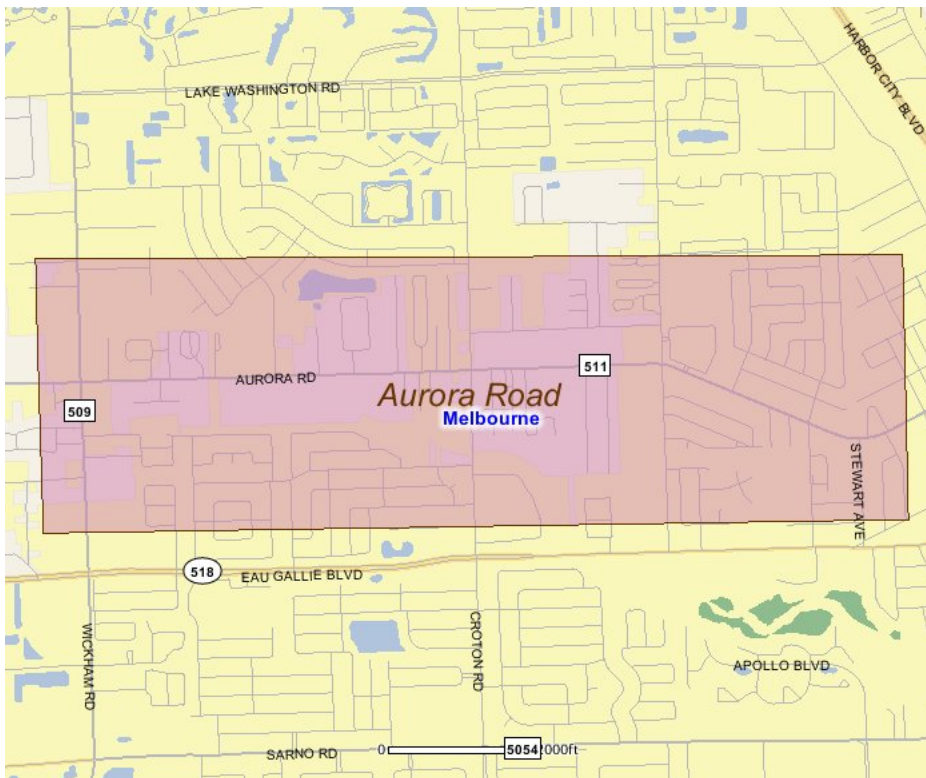 HARBOR CITY BLVD
LAKE WASHINGTON RD
511
AURORA RD
Aurora Road
509
Melbourne
STEWART AVE
518
EAU GALLIE BLVD
WICKHAM RD
CROTON RD
APOLLO BLVD
SARNO RD
0 5054 2000ft